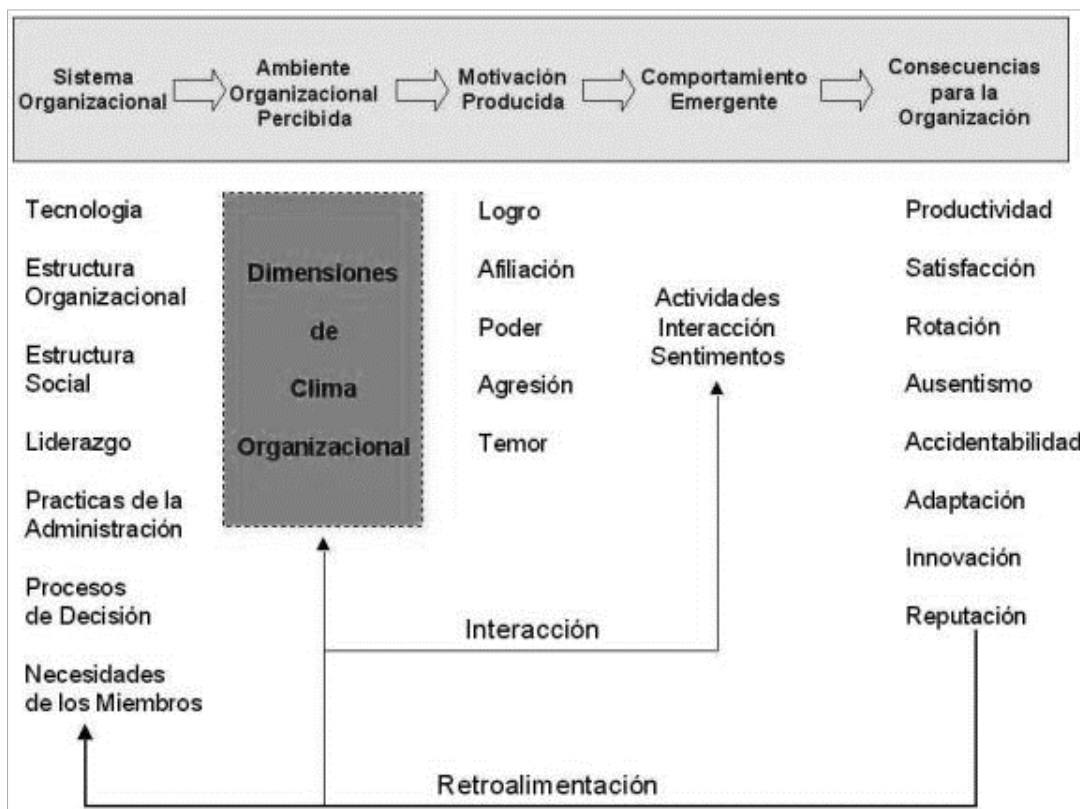 Sistema
Organizacional
Ambiente
Organizacional
Percibida
Motivación
Producida
Comportamiento
Emergente
Consecuencias
para la
Organización
Tecnologia
Estructura
Organizacional
Estructura
Social
Liderazgo
Practicas de la
Administración
Procesos
de Decisión
Necesidades
de los Miembros
Dimensiones
de
Clima
Organizacional
Logro
Afiliación
Poder
Agresión
Temor
Actividades
Interacción
Sentimentos
Productividad
Satisfacción
Rotación
Ausentismo
Accidentabilidad
Adaptación
Innovación
Reputación
Interacción
Retroalimentación